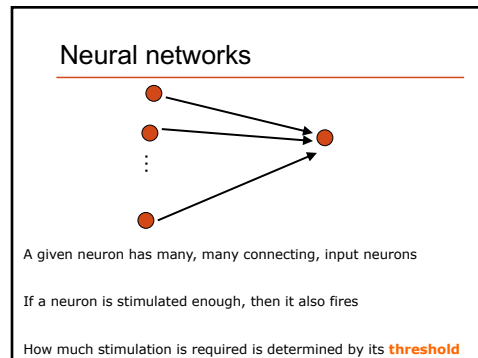 Neural networks
...
A given neuron has many, many connecting, input neurons
If a neuron is stimulated enough, then it also fires
How much stimulation is required is determined by its threshold